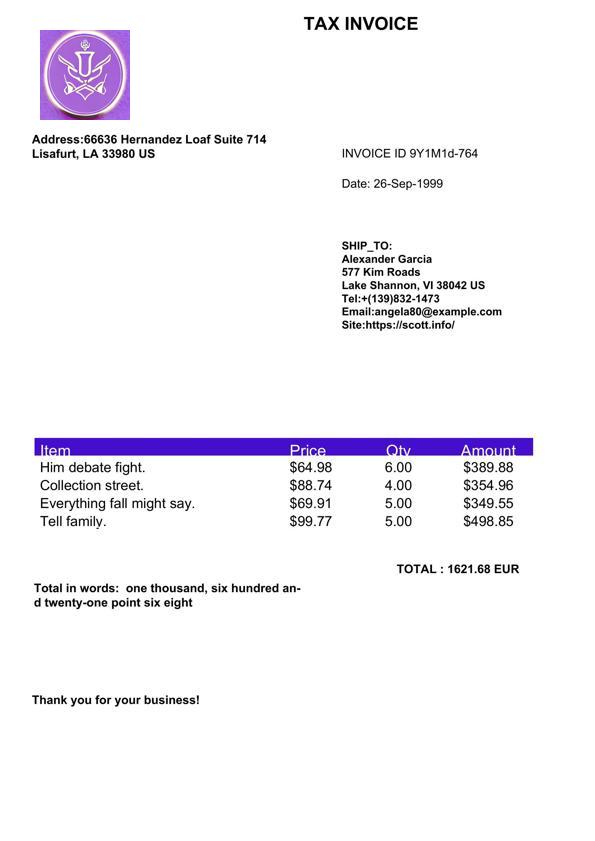 TAX INVOICE
Address:66636 Hernandez Loaf Suite 714
Lisafurt, LA 33980 US
INVOICE ID 9Y1M1d-764
Date: 26-Sep-1999
SHIP_TO:
Alexander Garcia
577 Kim Roads
Lake Shannon, VI 38042 US
Tel:+(139)832-1473
Email:angela80@example.com
Site:https://scott.info/
Item Price Qty Amount
Him debate fight. $64.98 6.00 $389.88
Collection street. $88.74 4.00 $354.96
Everything fall might say. $69.91 5.00 $349.55
Tell family. $99.77 5.00 $498.85
TOTAL : 1621.68 EUR
Total in words:  one thousand, six hundred an-
d twenty-one point six eight
Thank you for your business!